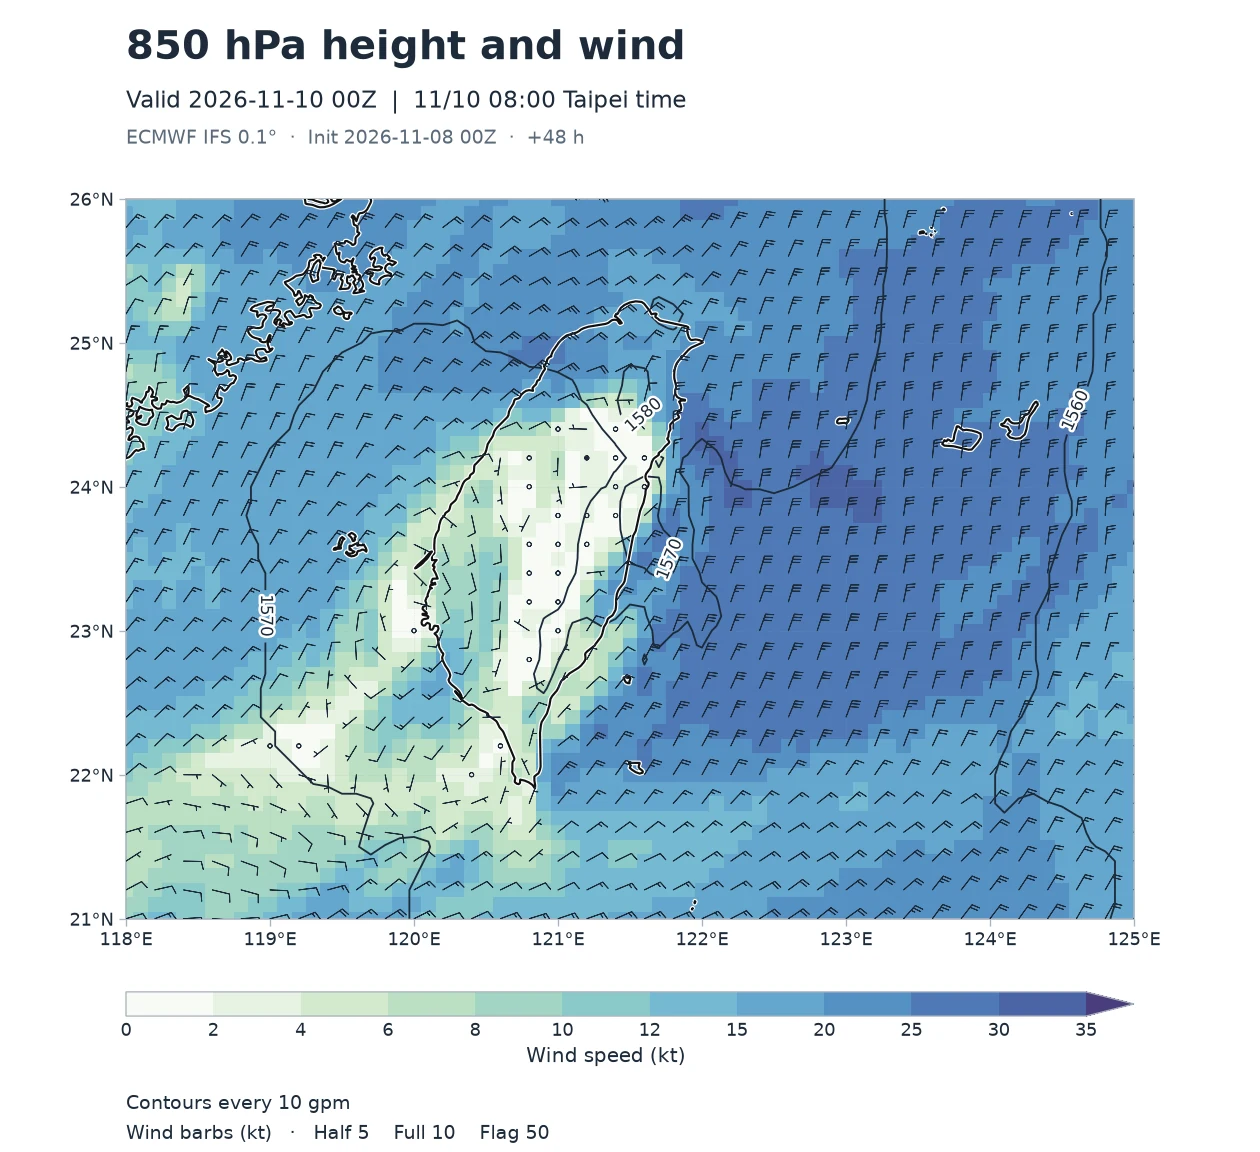 850 hPa height and wind
Valid 2026-11-10 00Z | 11/10 08:00 Taipei time
ECMWF IFS 0.1° · Init 2026-11-08 00Z · +48 h
26°N
25°N
24°N
23°N
22°N
21°N
1580
1560
1570
1570
118°E 119°E 120°E 121°E 122°E 123°E 124°E 125°E
0 2 4 6 8 10 12 15 20 25 30 35
Wind speed (kt)
Contours every 10 gpm
Wind barbs (kt) · Half 5 Full 10 Flag 50